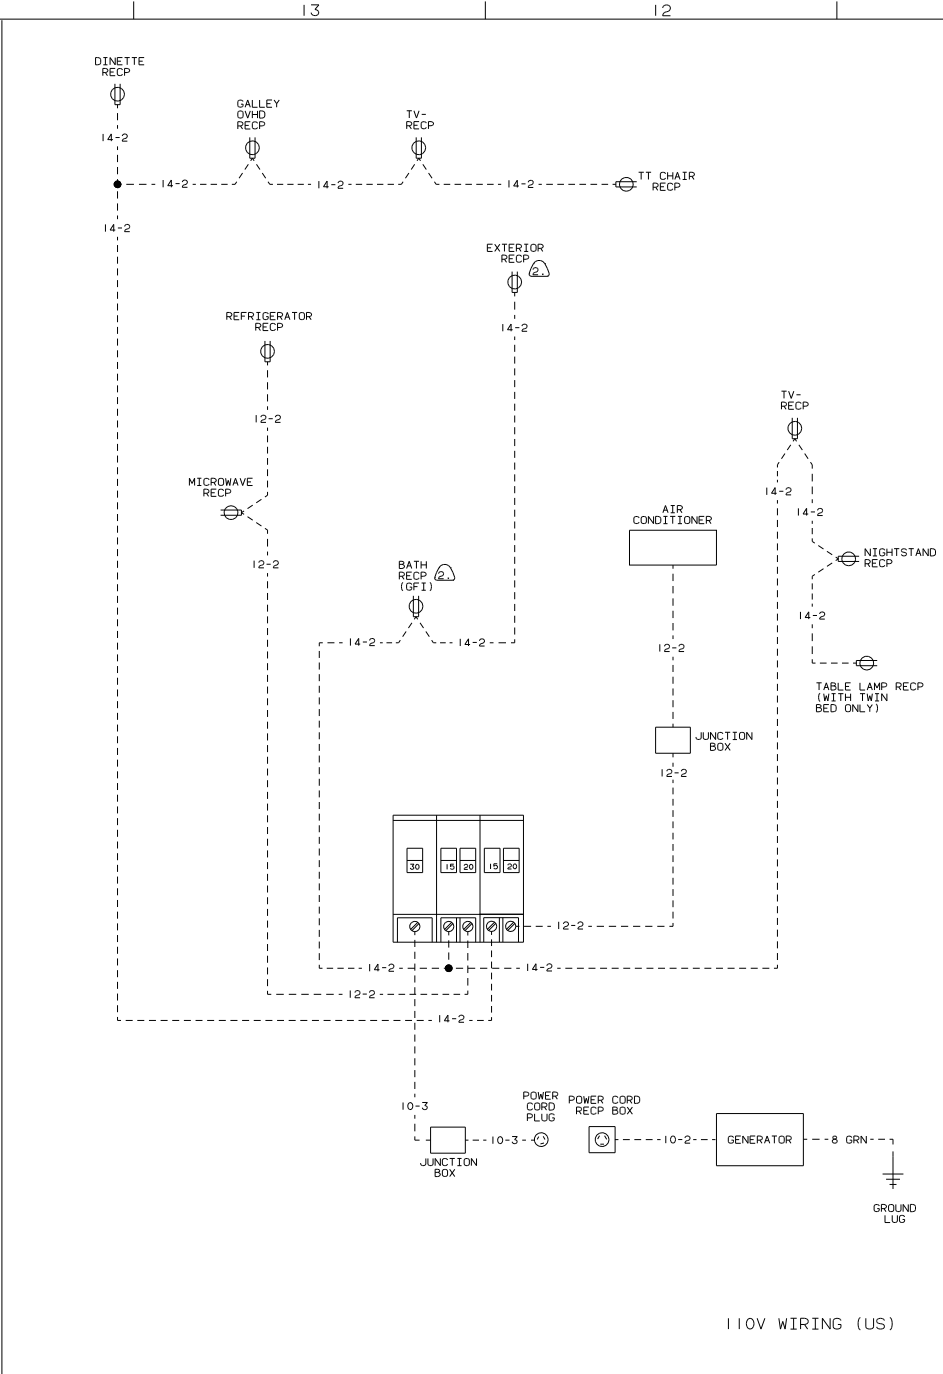 13
12
DINETTE
RECP
GALLEY
OVHD
RECP
TV-
RECP
14-2
14-2
14-2
14-2
TT CHAIR
RECP
14-2
EXTERIOR
RECP
2.
REFRIGERATOR
RECP
14-2
TV-
RECP
12-2
MICROWAVE
RECP
14-2
AIR
CONDITIONER
14-2
NIGHTSTAND
RECP
12-2
BATH
RECP
(GFI)
2.
14-2
14-2
14-2
12-2
TABLE LAMP RECP
(WITH TWIN
BED ONLY)
JUNCTION
BOX
12-2
30
15
20
15
20
12-2
14-2
14-2
12-2
14-2
10-3
POWER
CORD
PLUG
POWER CORD
RECP BOX
10-3
10-2
GENERATOR
8 GRN
JUNCTION
BOX
GROUND
LUG
110V WIRING (US)